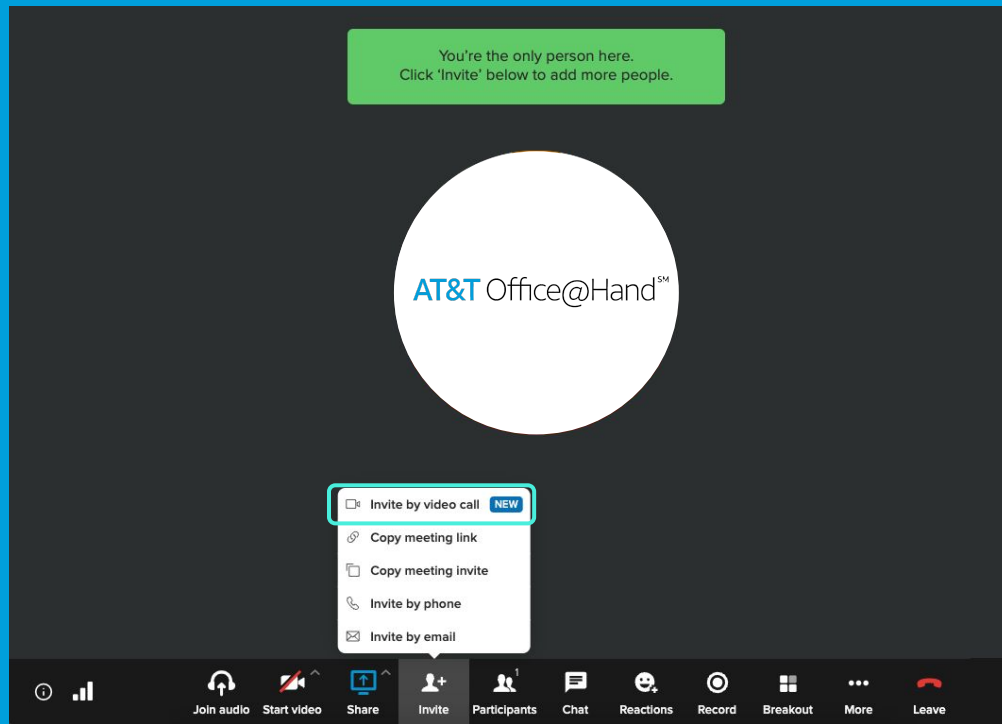 You're the only person here.
Click 'Invite' below to add more people.
AT&T Office@Hand℠
Invite by video call NEW
Copy meeting link
Copy meeting invite
Invite by phone
Invite by email
1
Join audio Start video Share Invite Participants Chat Reactions Record Breakout More Leave